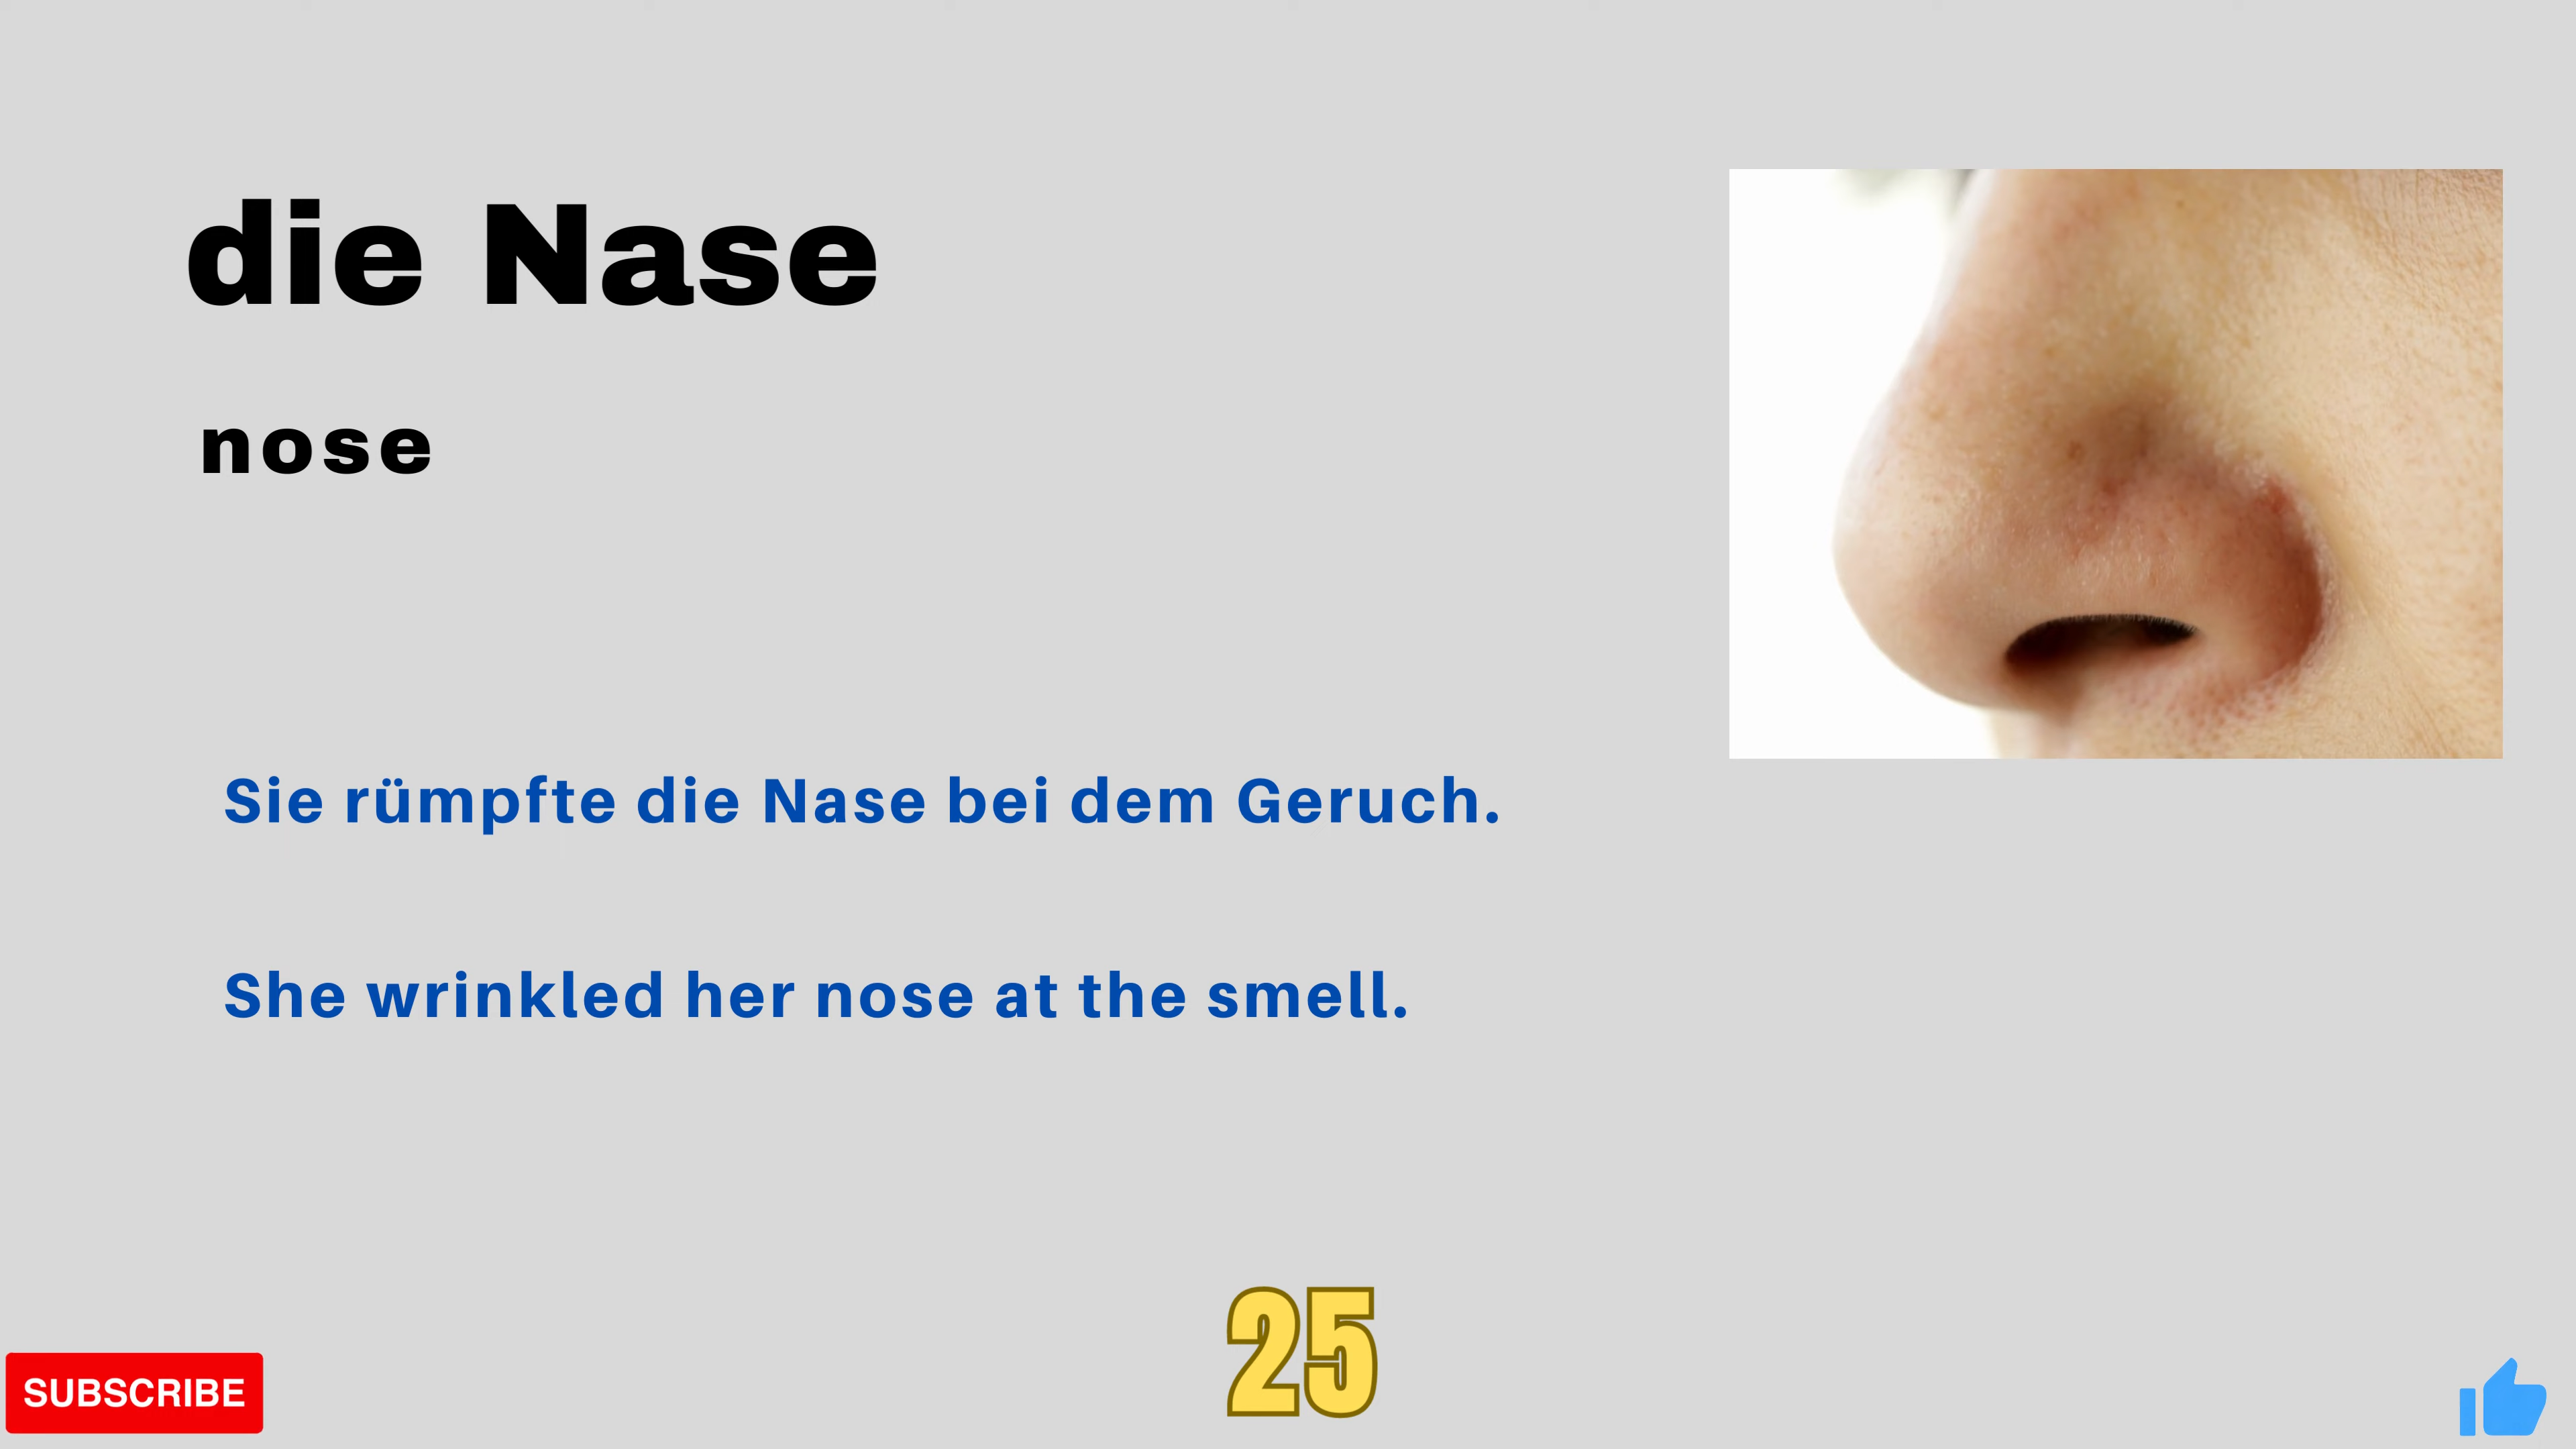 die Nase
nose
Sie rümpfte die Nase bei dem Geruch.
She wrinkled her nose at the smell.
25
SUBSCRIBE